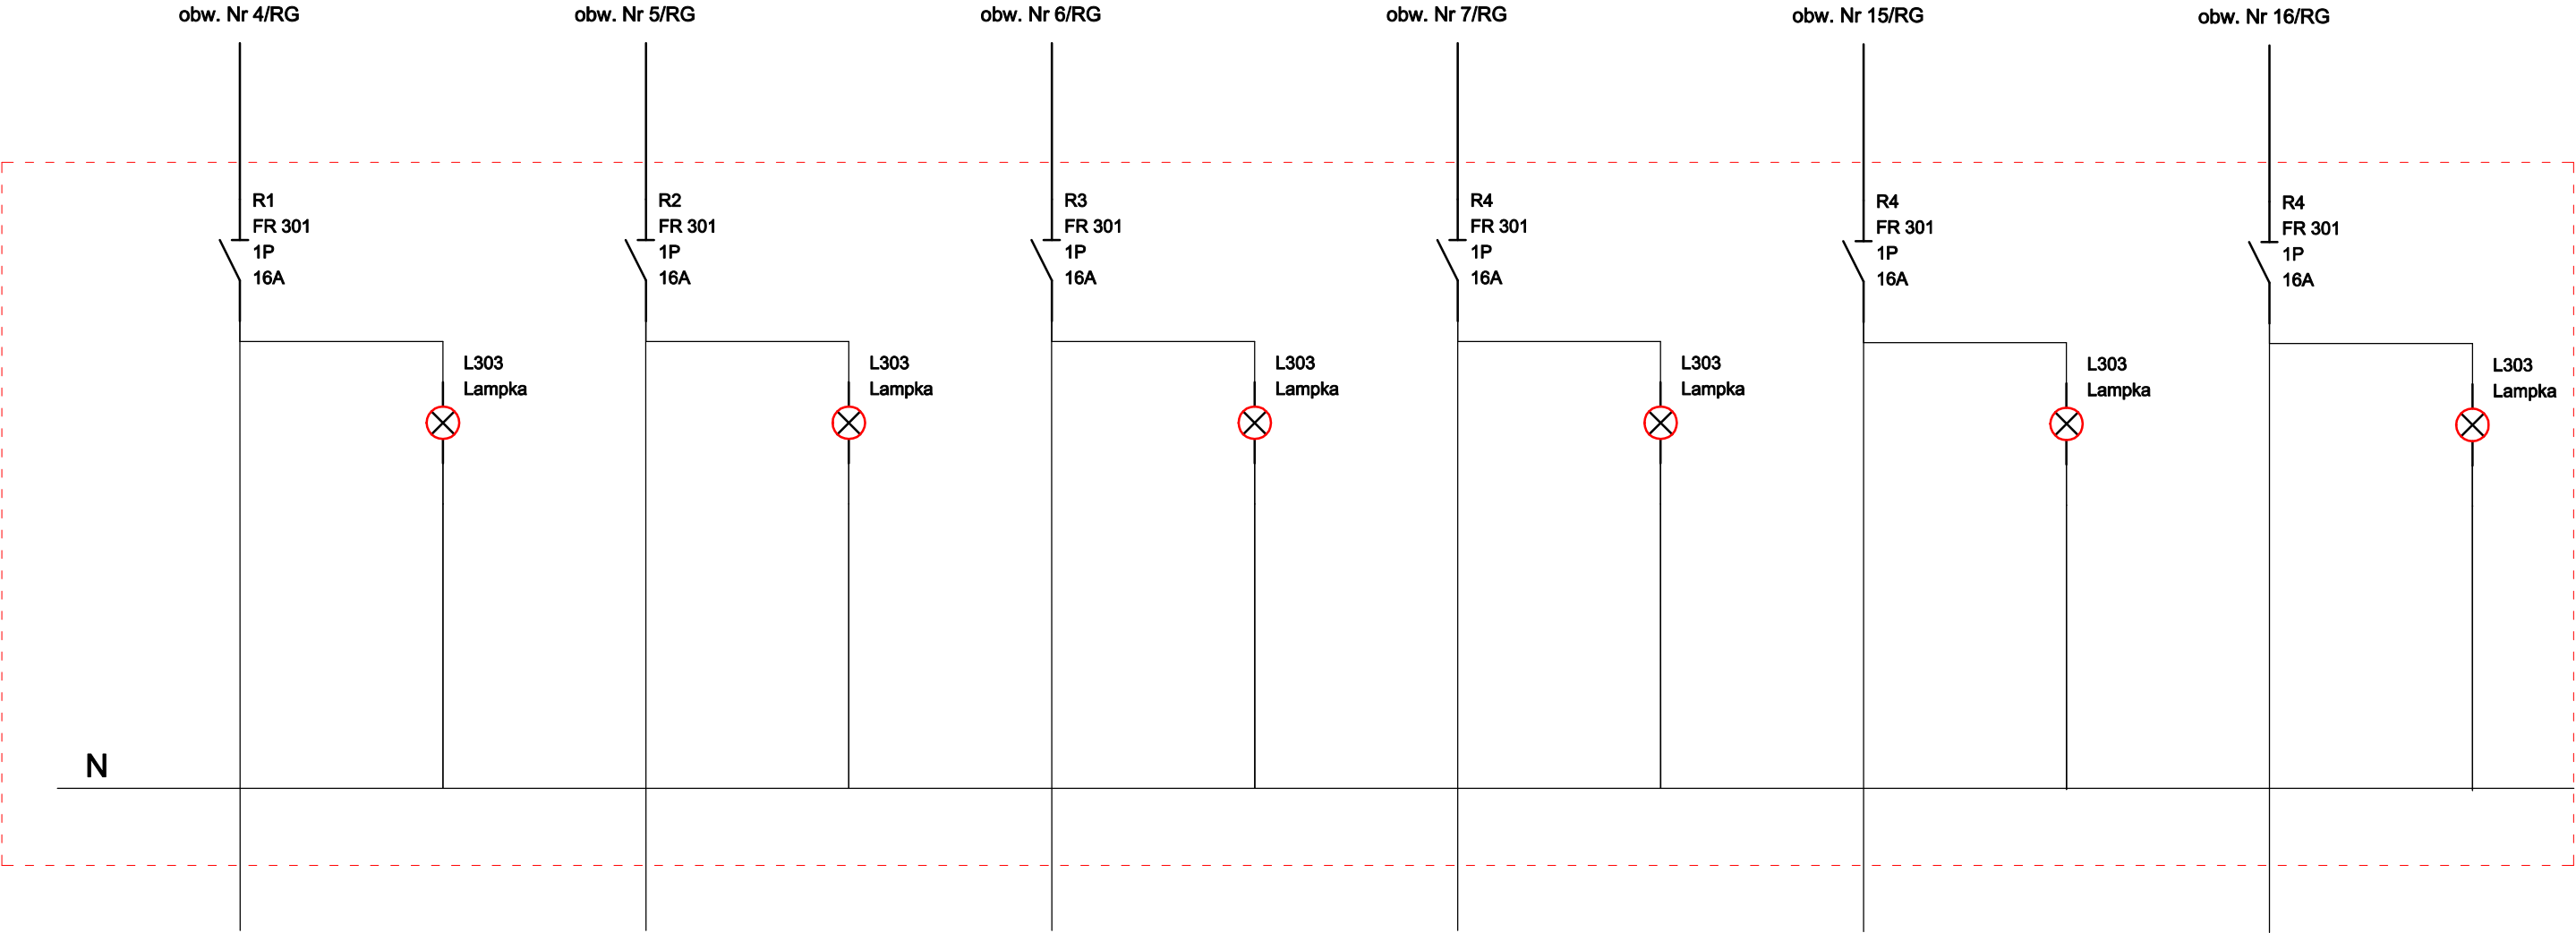 obw. Nr 4/RG
obw. Nr 5/RG
obw. Nr 6/RG
obw. Nr 7/RG
obw. Nr 15/RG
obw. Nr 16/RG
R1
FR 301
1P
16A
R2
FR 301
1P
16A
R3
FR 301
1P
16A
R4
FR 301
1P
16A
R4
FR 301
1P
16A
R4
FR 301
1P
16A
L303
Lampka
L303
Lampka
L303
Lampka
L303
Lampka
L303
Lampka
L303
Lampka
N